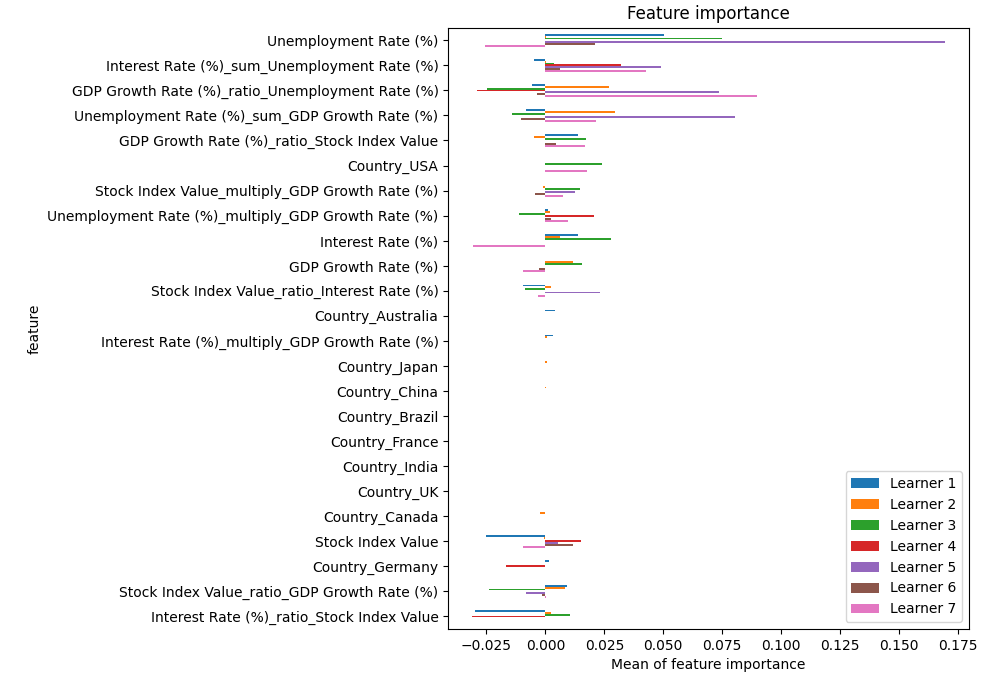 Feature importance
Unemployment Rate (%)
Interest Rate (%)_sum_Unemployment Rate (%)
GDP Growth Rate (%)_ratio_Unemployment Rate (%)
Unemployment Rate (%)_sum_GDP Growth Rate (%)
GDP Growth Rate (%)_ratio_Stock Index Value
Country_USA
Stock Index Value_multiply_GDP Growth Rate (%)
Unemployment Rate (%)_multiply_GDP Growth Rate (%)
Interest Rate (%)
GDP Growth Rate (%)
Stock Index Value_ratio_Interest Rate (%)
Country_Australia
Interest Rate (%)_multiply_GDP Growth Rate (%)
Country_Japan
Country_China
Country_Brazil
Country_France
Country_India
Country_UK
Country_Canada
Stock Index Value
Country_Germany
Stock Index Value_ratio_GDP Growth Rate (%)
Interest Rate (%)_ratio_Stock Index Value
feature
Learner 1
Learner 2
Learner 3
Learner 4
Learner 5
Learner 6
Learner 7
−0.025 0.000 0.025 0.050 0.075 0.100 0.125 0.150 0.175
Mean of feature importance